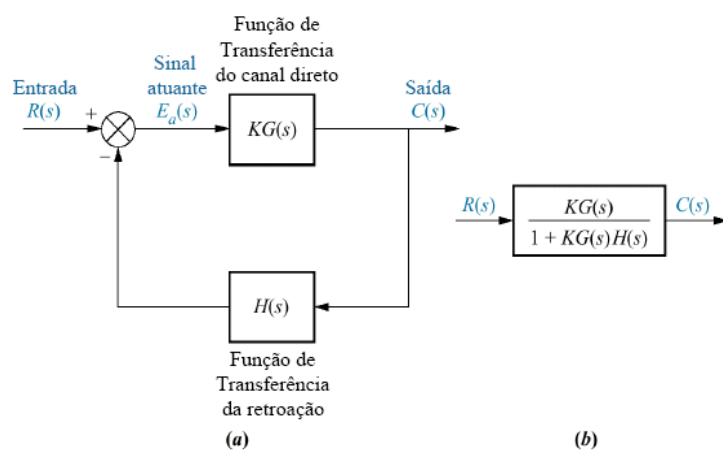 Função de
Transferência
do canal direto
Entrada
R(s)
+
−
Sinal
atuante
E_a(s)
KG(s)
Saída
C(s)
H(s)
Função de
Transferência
da retroação
(a)
R(s)
KG(s)
1 + KG(s)H(s)
C(s)
(b)